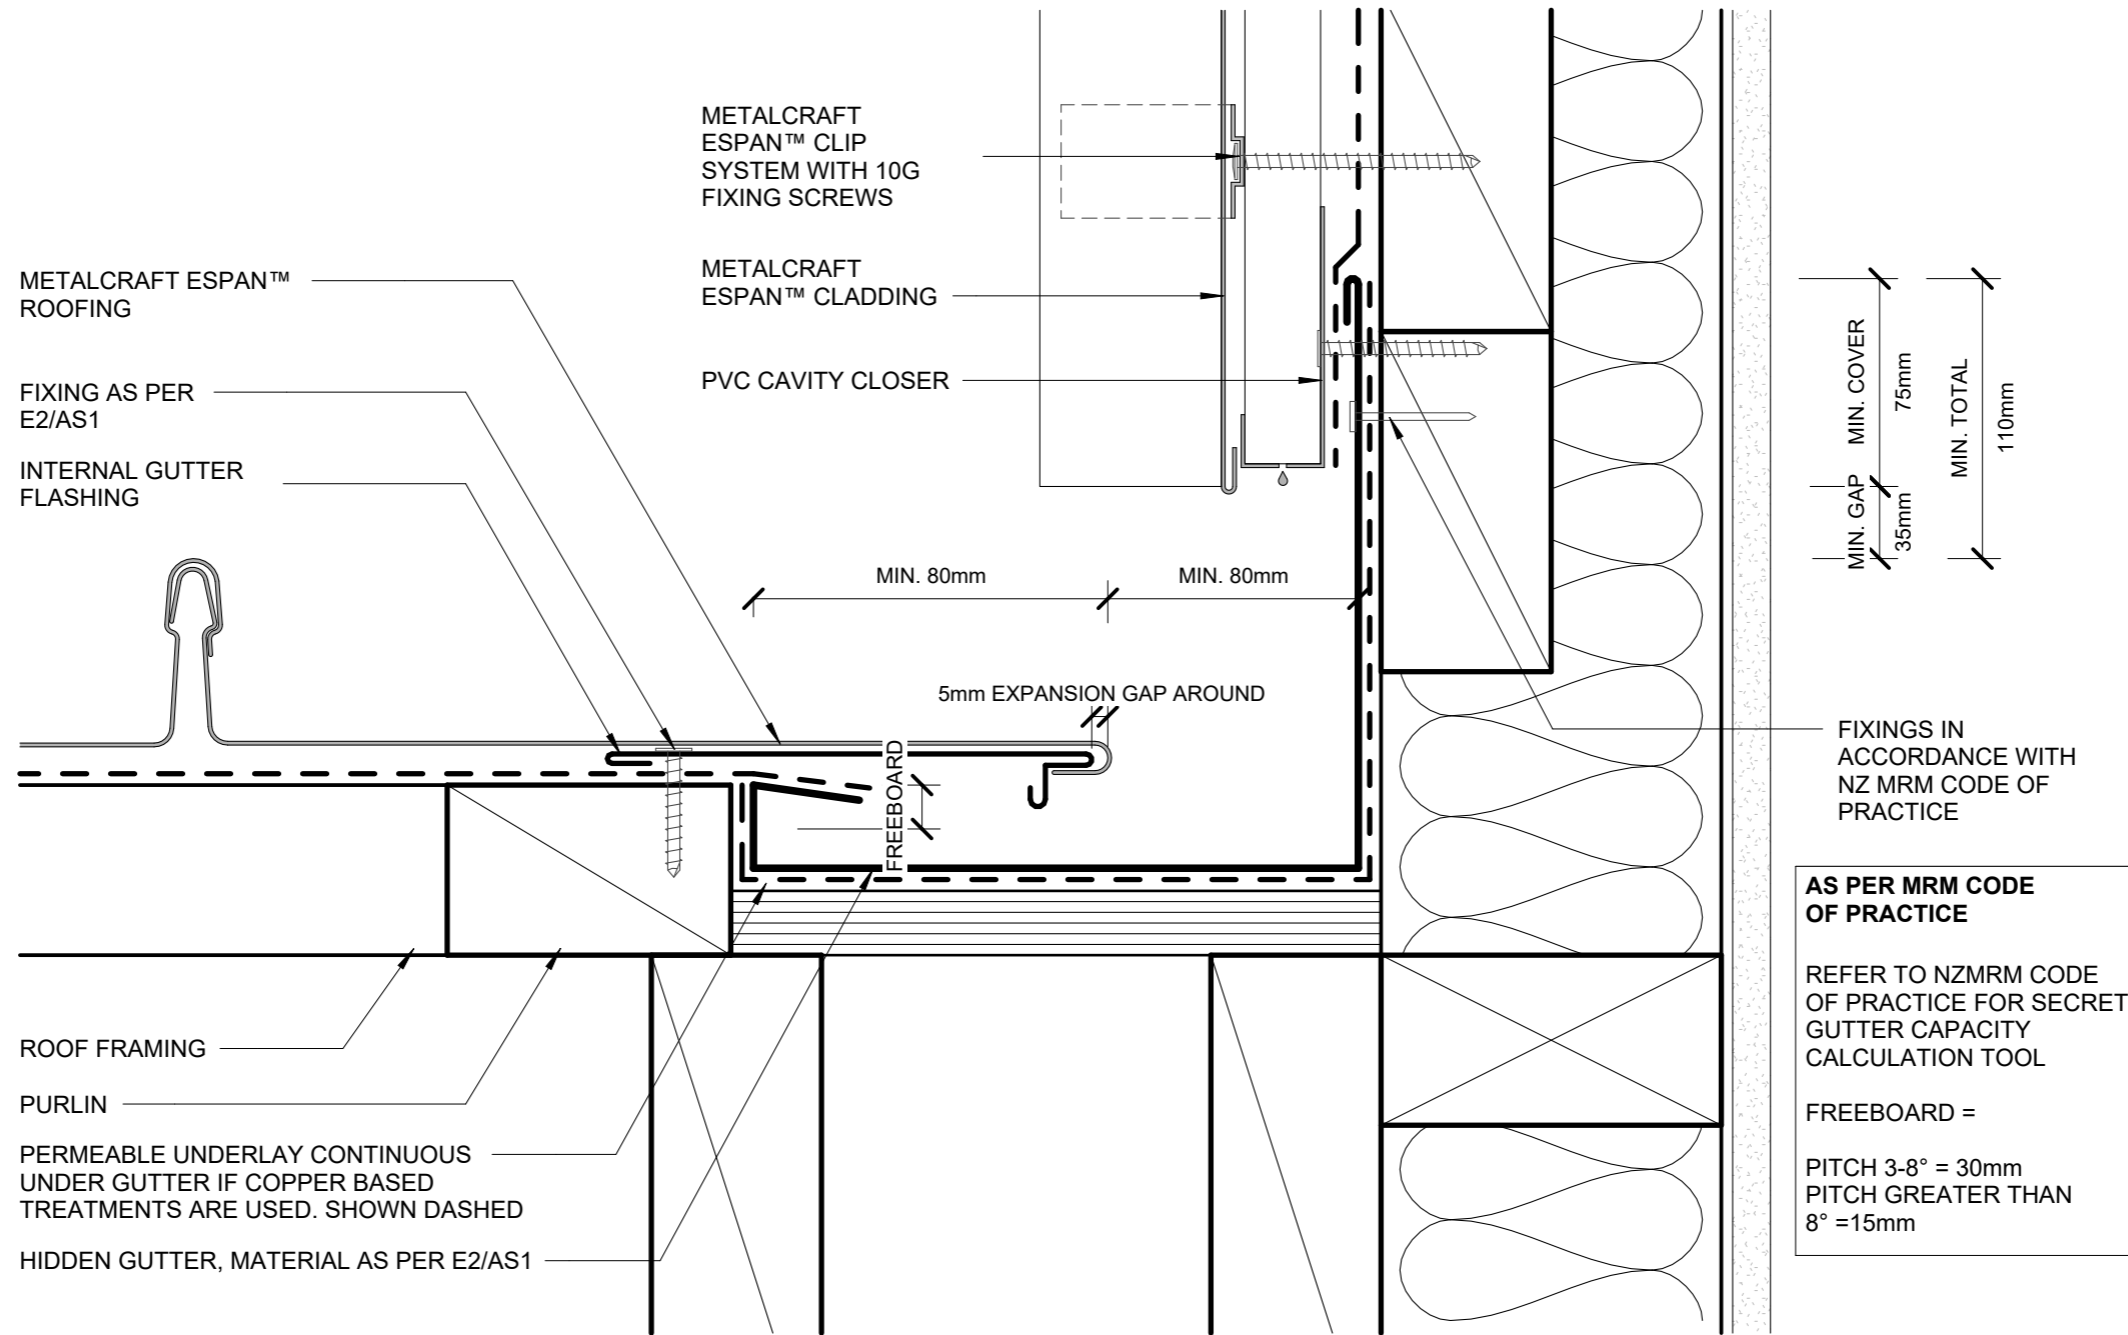 METALCRAFT
ESPAN™ CLIP
SYSTEM WITH 10G
FIXING SCREWS
METALCRAFT
ESPAN™ CLADDING
PVC CAVITY CLOSER
METALCRAFT ESPAN™
ROOFING
FIXING AS PER
E2/AS1
INTERNAL GUTTER
FLASHING
MIN. 80mm
MIN. 80mm
5mm EXPANSION GAP AROUND
FREEBOARD
MIN. COVER
75mm
MIN. GAP
35mm
MIN. TOTAL
110mm
FIXINGS IN
ACCORDANCE WITH
NZ MRM CODE OF
PRACTICE
ROOF FRAMING
PURLIN
PERMEABLE UNDERLAY CONTINUOUS
UNDER GUTTER IF COPPER BASED
TREATMENTS ARE USED. SHOWN DASHED
HIDDEN GUTTER, MATERIAL AS PER E2/AS1
AS PER MRM CODE
OF PRACTICE
REFER TO NZMRM CODE
OF PRACTICE FOR SECRET
GUTTER CAPACITY
CALCULATION TOOL
FREEBOARD =
PITCH 3-8° = 30mm
PITCH GREATER THAN
8° =15mm